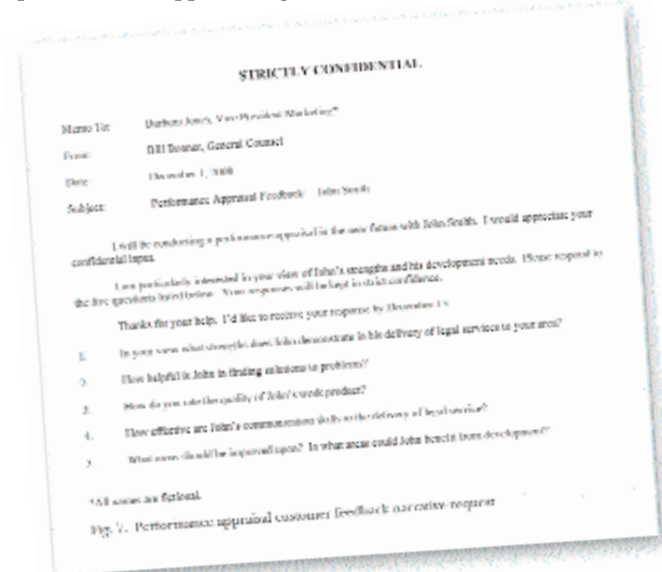 STRICTLY CONFIDENTIAL
Memo To: Barbara Jones, Vice President Marketing*
From: Bill Bonner, General Counsel
Date: December 1,
Subject: Performance Appraisal Feedback John Smith
I will be conducting a performance appraisal in the near future with John Smith. I would appreciate your
confidential input.
I am particularly interested in your view of John's strengths and his development needs. Please respond to
the five questions listed below. Your responses will be kept in strict confidence.
Thanks for your help. I'd like to receive your response by December
1. In your view what strengths does John demonstrate in his delivery of legal services to your area?
2. How helpful is John in finding solutions to problems?
3. How do you rate the quality of John's work product?
4. How effective are John's communication skills in the delivery of legal service?
5. What areas should be improved upon? In what areas could John benefit from development?
*All names are fictional.
Fig. 7. Performance appraisal customer feedback narrative request